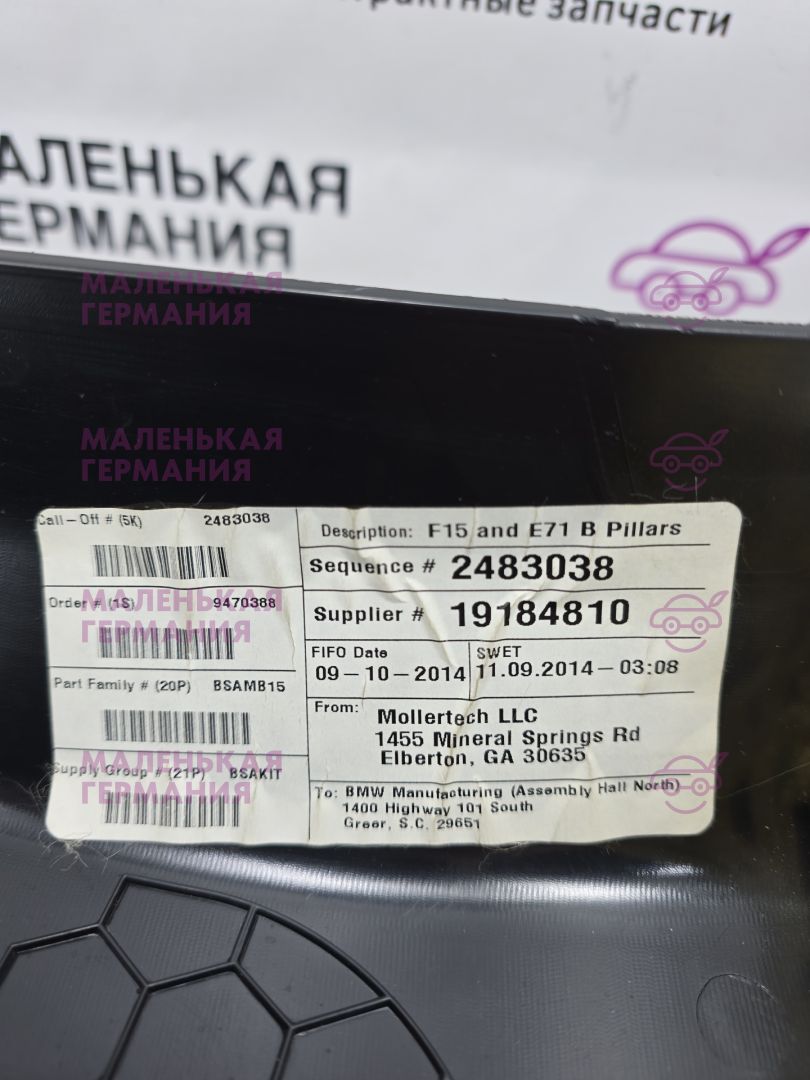 трактные запчасти
АЛЕНЬКАЯ
ЕРМАНИЯ
МАЛЕНЬКАЯ
ГЕРМАНИЯ
МАЛЕНЬКАЯ
ГЕРМАНИЯ
Call-Off # (5K) 2483038
Order # (1S) 9470388
МАЛЕНЬКАЯ
ГЕРМАНИЯ
Part Family # (20P) BSAMB15
Supply Group # (21P) BSAKIT
МАЛЕНЬКАЯ
ГЕРМАНИЯ
Description: F15 and E71 B Pillars
Sequence # 2483038
Supplier # 19184810
FIFO Date
09-10-2014
SWET
11.09.2014-03:08
From: Mollertech LLC
1455 Mineral Springs Rd
Elberton, GA 30635
To: BMW Manufacturing (Assembly Hall North)
1400 Highway 101 South
Greer, S.C. 29651